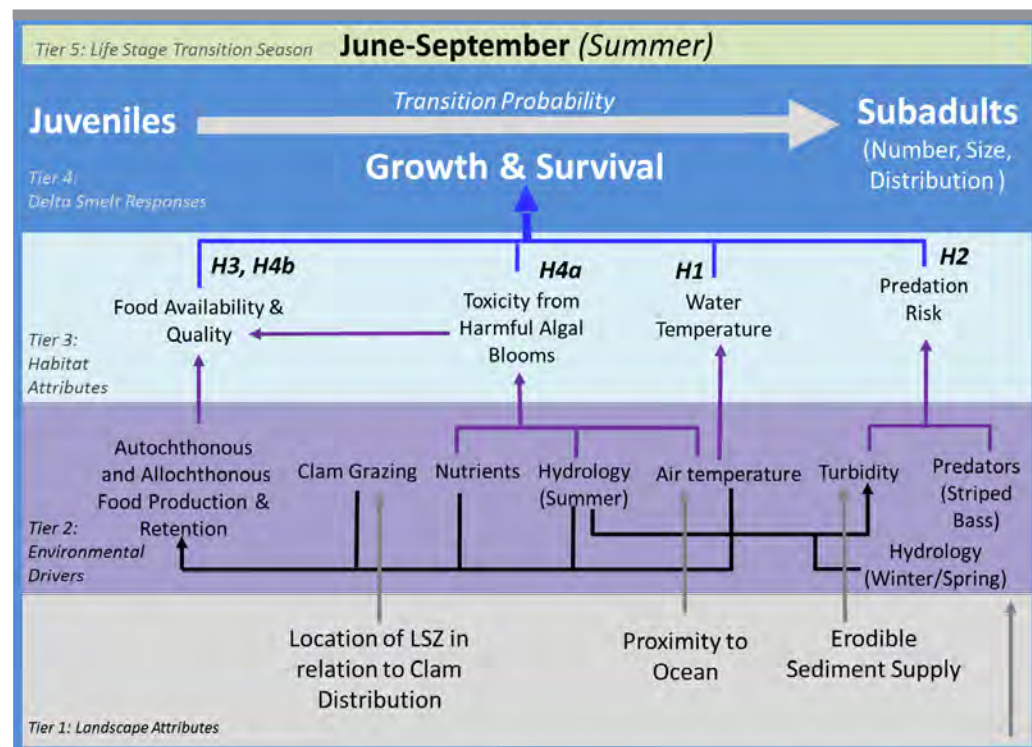 Tier 5: Life Stage Transition Season June-September (Summer)
Transition Probability
Juveniles
Subadults
(Number, Size,
Distribution )
Growth & Survival
Tier 4:
Delta Smelt Responses
H3, H4b
H4a
H1
H2
Food Availability &
Quality
Toxicity from
Harmful Algal
Blooms
Water
Temperature
Predation
Risk
Tier 3:
Habitat
Attributes
Autochthonous
and Allochthonous
Food Production &
Retention
Clam Grazing
Nutrients
Hydrology
(Summer)
Air temperature
Turbidity
Predators
(Striped
Bass)
Tier 2:
Environmental
Drivers
Hydrology
(Winter/Spring)
Location of LSZ in
relation to Clam
Distribution
Proximity to
Ocean
Erodible
Sediment Supply
Tier 1: Landscape Attributes